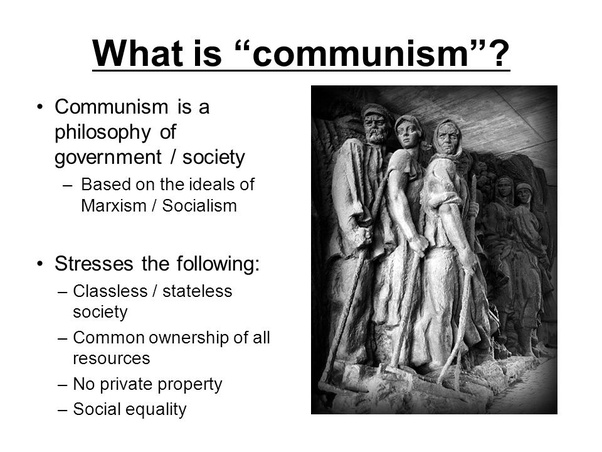 What is “communism”?
• Communism is a
philosophy of
government / society
– Based on the ideals of
Marxism / Socialism
• Stresses the following:
– Classless / stateless
society
– Common ownership of all
resources
– No private property
– Social equality